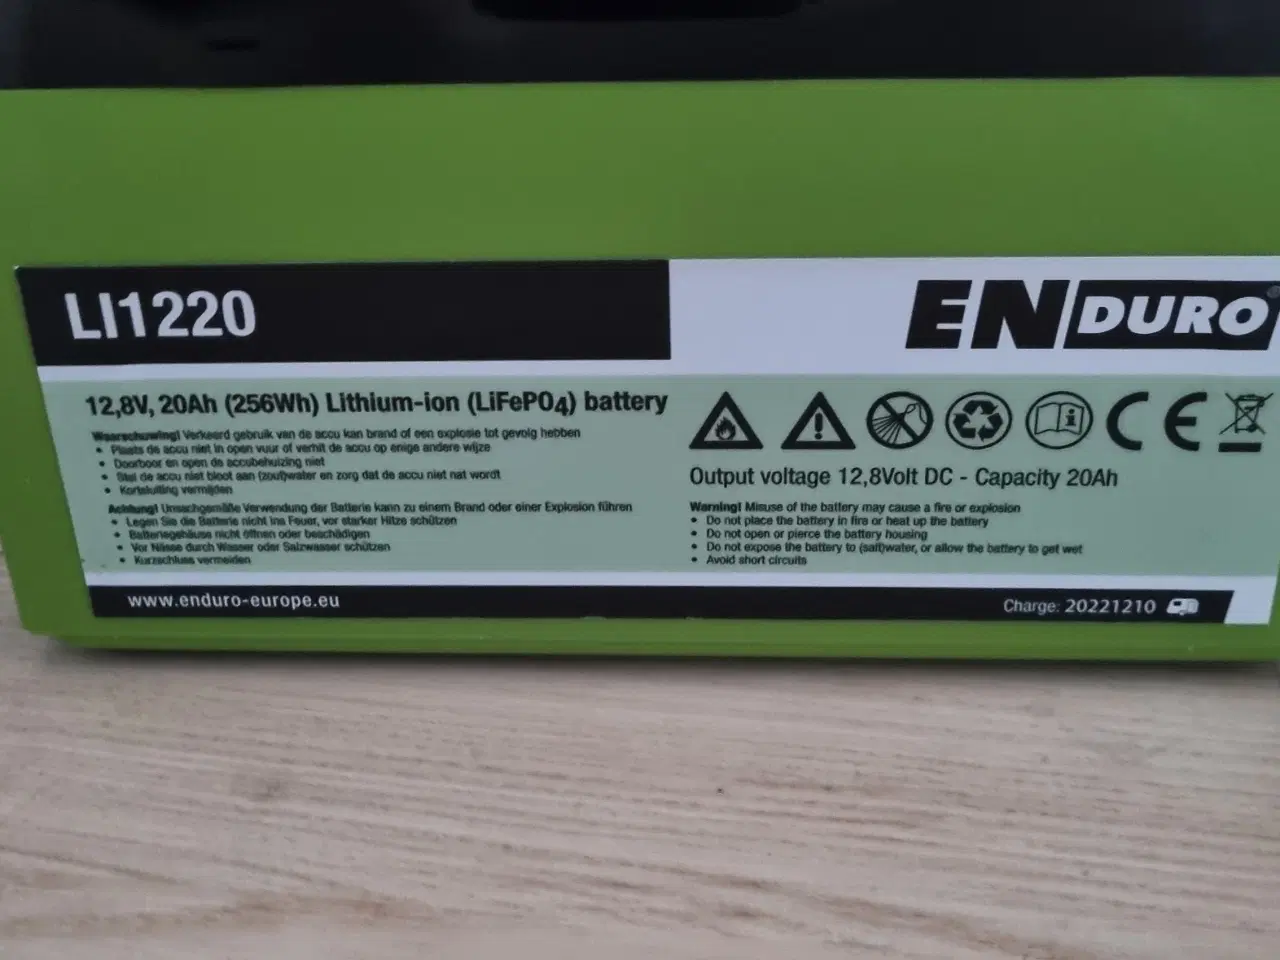 LI1220
ENDURO
12,8V, 20Ah (256Wh) Lithium-ion (LiFePO4) battery
Waarschuwing! Verkeerd gebruik van de accu kan brand of een explosie tot gevolg hebben
• Plaats de accu niet in open vuur of verhit de accu op enige andere wijze
• Doorboor en open de accubehuizing niet
• Stel de accu niet bloot aan (zout)water en zorg dat de accu niet nat wordt
• Kortsluiting vermijden
Achtung! Unsachgemäße Verwendung der Batterie kann zu einem Brand oder einer Explosion führen
• Legen Sie die Batterie nicht ins Feuer, vor starker Hitze schützen
• Batteriegehäuse nicht öffnen oder beschädigen
• Vor Nässe durch Wasser oder Salzwasser schützen
• Kurzschluss vermeiden
CE
Output voltage 12,8Volt DC - Capacity 20Ah
Warning! Misuse of the battery may cause a fire or explosion
• Do not place the battery in fire or heat up the battery
• Do not open or pierce the battery housing
• Do not expose the battery to (salt)water, or allow the battery to get wet
• Avoid short circuits
www.enduro-europe.eu
Charge: 20221210